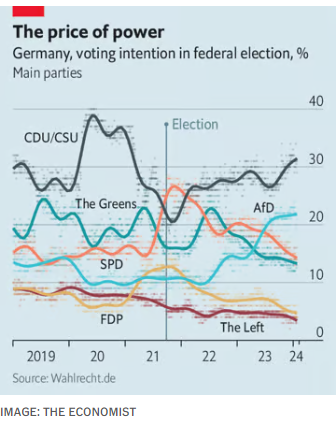 The price of power
Germany, voting intention in federal election, %
Main parties
40
CDU/CSU
Election
30
The Greens
AfD
20
SPD
10
FDP
The Left
0
2019 20 21 22 23 24
Source: Wahlrecht.de
IMAGE: THE ECONOMIST